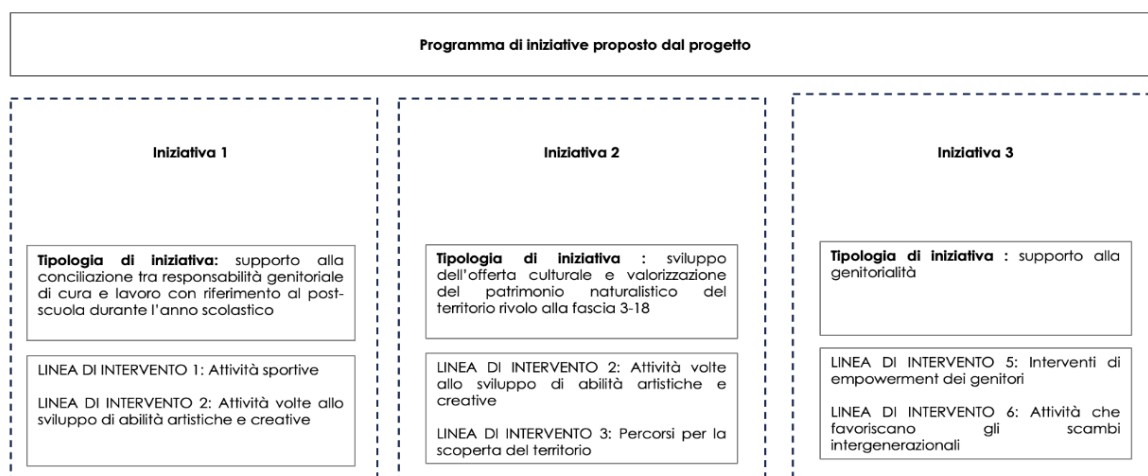 Programma di iniziative proposto dal progetto
Iniziativa 1
Tipologia di iniziativa: supporto alla
conciliazione tra responsabilità genitoriale
di cura e lavoro con riferimento al post-
scuola durante l'anno scolastico
LINEA DI INTERVENTO 1: Attività sportive
LINEA DI INTERVENTO 2: Attività volte allo
sviluppo di abilità artistiche e creative
Iniziativa 2
Tipologia di iniziativa : sviluppo
dell'offerta culturale e valorizzazione
del patrimonio naturalistico del
territorio rivolo alla fascia 3-18
LINEA DI INTERVENTO 2: Attività volte
allo sviluppo di abilità artistiche e
creative
LINEA DI INTERVENTO 3: Percorsi per la
scoperta del territorio
Iniziativa 3
Tipologia di iniziativa : supporto alla
genitorialità
LINEA DI INTERVENTO 5: Interventi di
empowerment dei genitori
LINEA DI INTERVENTO 6: Attività che
favoriscano gli scambi
intergenerazionali